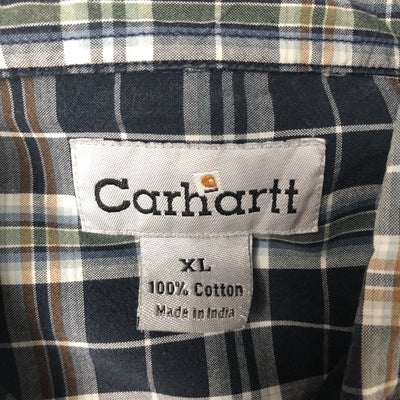 Carhartt
XL
100% Cotton
Made in India